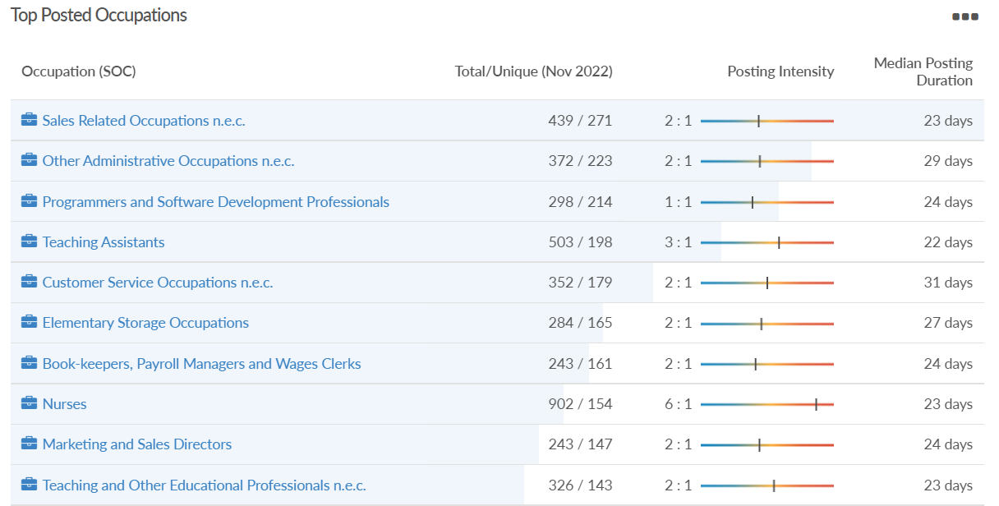 Top Posted Occupations
Occupation (SOC) Total/Unique (Nov 2022) Posting Intensity Median Posting Duration
Sales Related Occupations n.e.c. 439 / 271 2 : 1 23 days
Other Administrative Occupations n.e.c. 372 / 223 2 : 1 29 days
Programmers and Software Development Professionals 298 / 214 1 : 1 24 days
Teaching Assistants 503 / 198 3 : 1 22 days
Customer Service Occupations n.e.c. 352 / 179 2 : 1 31 days
Elementary Storage Occupations 284 / 165 2 : 1 27 days
Book-keepers, Payroll Managers and Wages Clerks 243 / 161 2 : 1 24 days
Nurses 902 / 154 6 : 1 23 days
Marketing and Sales Directors 243 / 147 2 : 1 24 days
Teaching and Other Educational Professionals n.e.c. 326 / 143 2 : 1 23 days